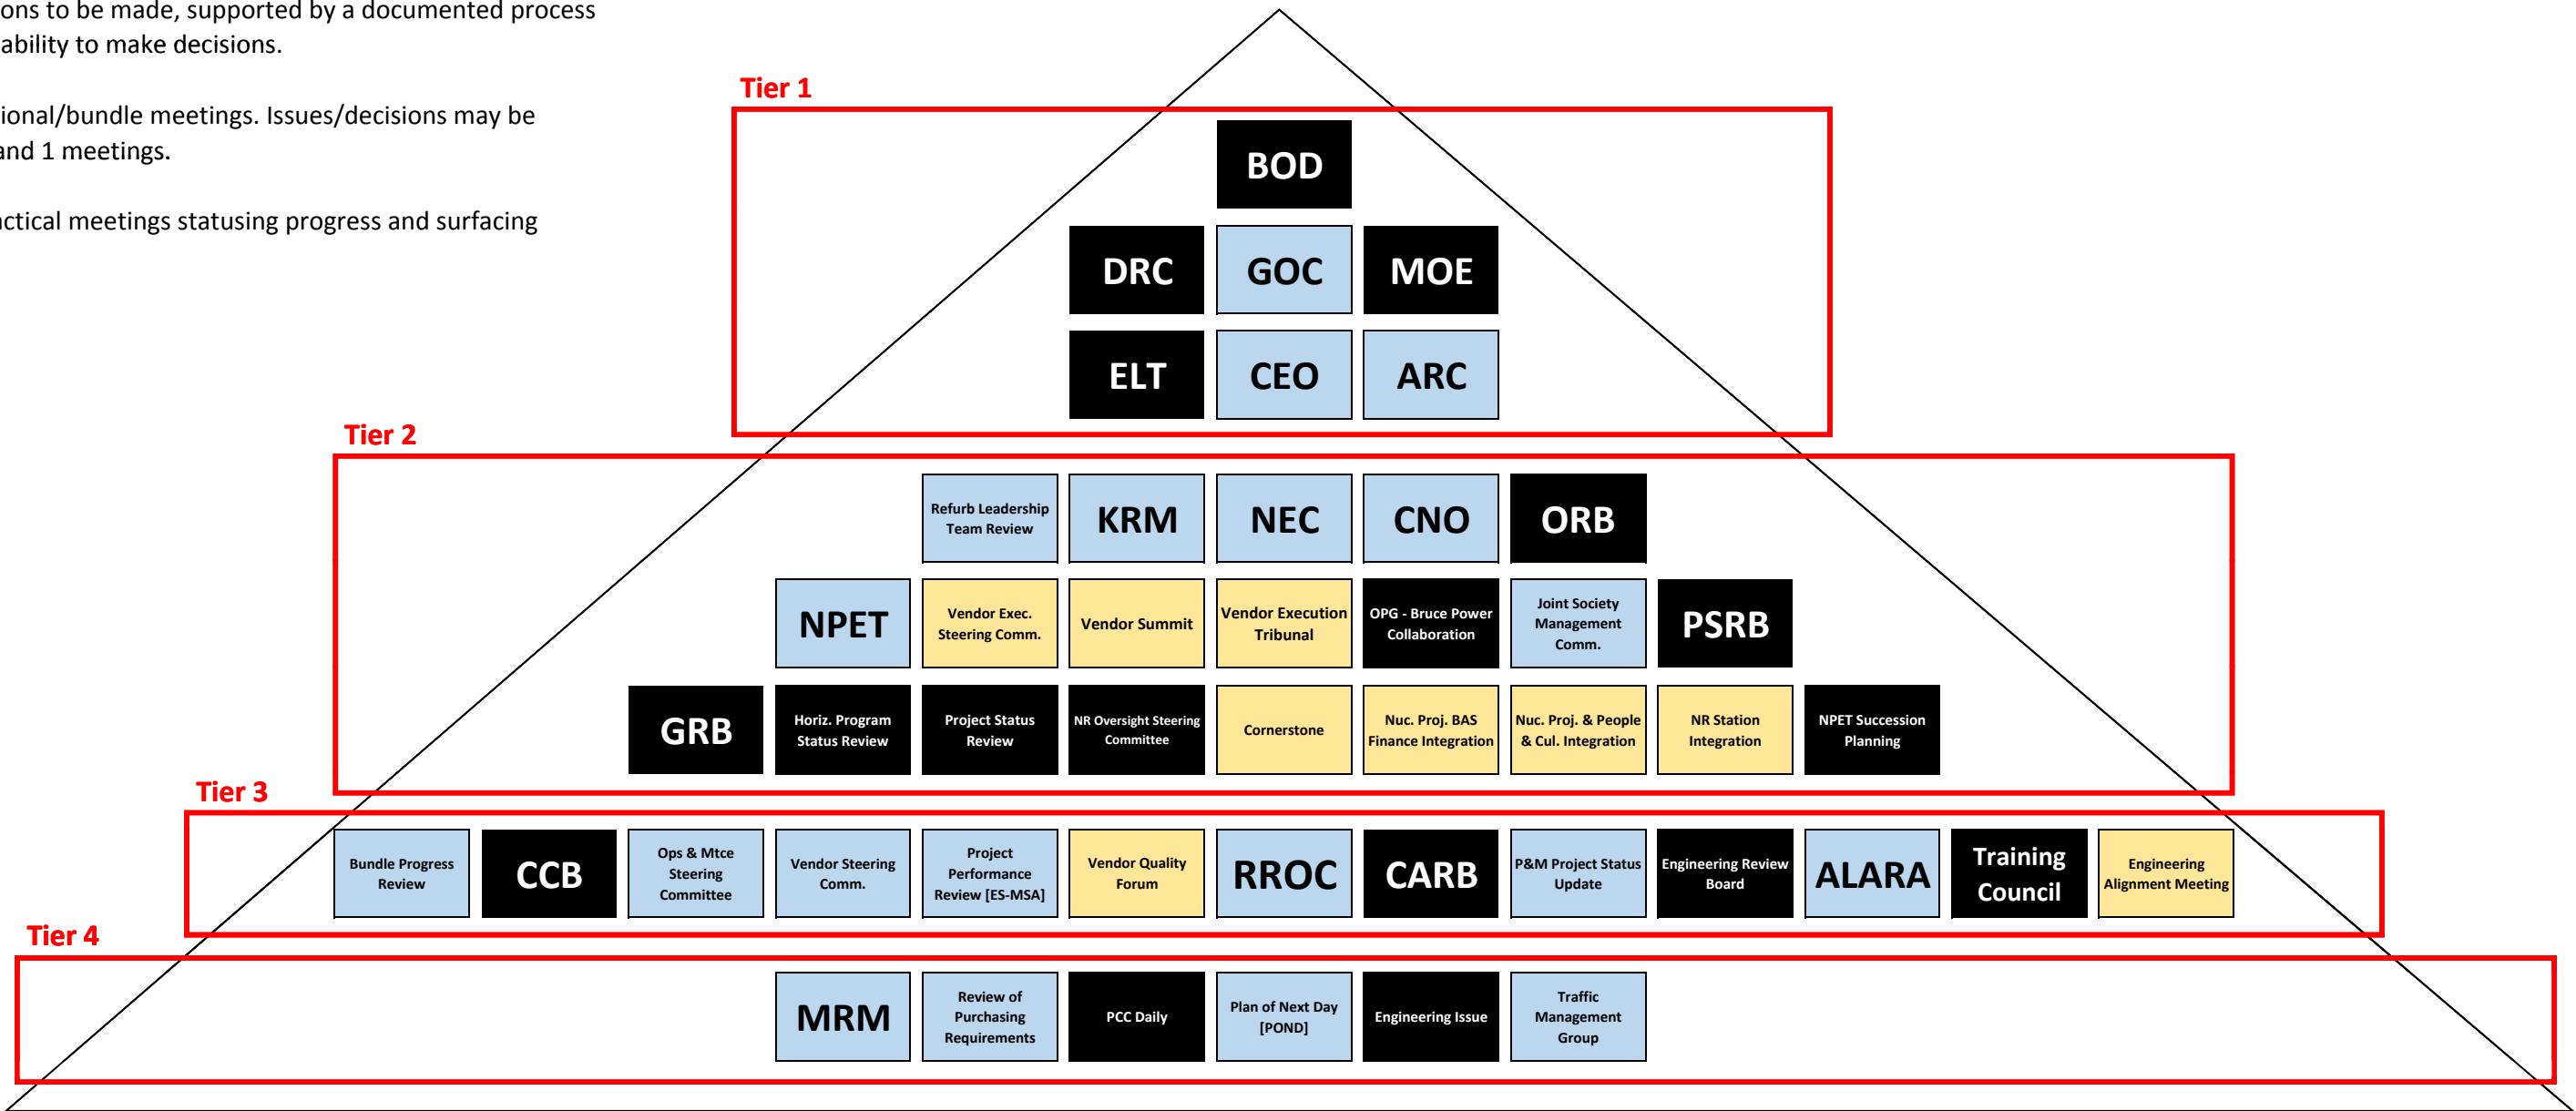 ons to be made, supported by a documented process
ability to make decisions.
ional/bundle meetings. Issues/decisions may be
and 1 meetings.
actical meetings statusing progress and surfacing
Tier 1
BOD
DRC
GOC
MOE
ELT
CEO
ARC
Tier 2
Refurb Leadership
Team Review
KRM
NEC
CNO
ORB
NPET
Vendor Exec.
Steering Comm.
Vendor Summit
Vendor Execution
Tribunal
OPG - Bruce Power
Collaboration
Joint Society
Management
Comm.
PSRB
GRB
Horiz. Program
Status Review
Project Status
Review
NR Oversight Steering
Committee
Cornerstone
Nuc. Proj. BAS
Finance Integration
Nuc. Proj. & People
& Cul. Integration
NR Station
Integration
NPET Succession
Planning
Tier 3
Bundle Progress
Review
CCB
Ops & Mtce
Steering
Committee
Vendor Steering
Comm.
Project
Performance
Review [ES-MSA]
Vendor Quality
Forum
RROC
CARB
P&M Project Status
Update
Engineering Review
Board
ALARA
Training
Council
Engineering
Alignment Meeting
Tier 4
MRM
Review of
Purchasing
Requirements
PCC Daily
Plan of Next Day
[POND]
Engineering Issue
Traffic
Management
Group